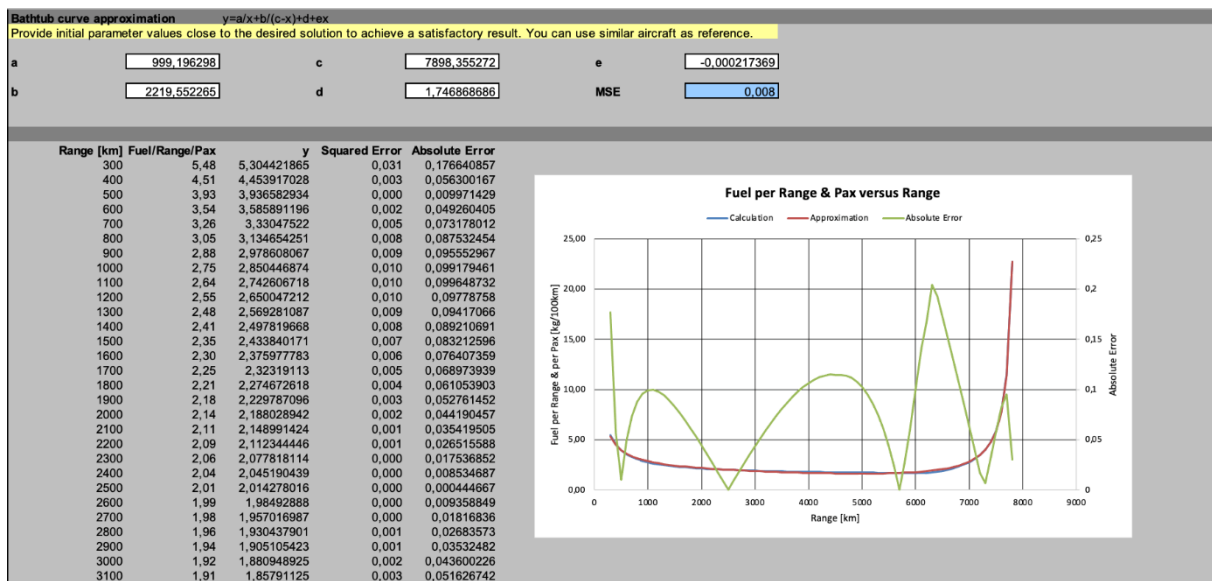 Bathtub curve approximation y=a/x+b/(c-x)+d+ex
Provide initial parameter values close to the desired solution to achieve a satisfactory result. You can use similar aircraft as reference.
a 999,196298 c 7898,355272 e -0,000217369
b 2219,552265 d 1,746868686 MSE 0,008
Range [km] Fuel/Range/Pax y Squared Error Absolute Error
300 5,48 5,304421865 0,031 0,176640857
400 4,51 4,453917028 0,003 0,056300167
500 3,93 3,936582934 0,000 0,009971429
600 3,54 3,585891196 0,002 0,049260405
700 3,26 3,33047522 0,005 0,073178012
800 3,05 3,134654251 0,008 0,087532454
900 2,88 2,978608067 0,009 0,095552967
1000 2,75 2,850446874 0,010 0,099179461
1100 2,64 2,742606718 0,010 0,099648732
1200 2,55 2,650047212 0,010 0,09778758
1300 2,48 2,569281087 0,009 0,09417066
1400 2,41 2,497819668 0,008 0,089210691
1500 2,35 2,433840171 0,007 0,083212596
1600 2,30 2,375977783 0,006 0,076407359
1700 2,25 2,32319113 0,005 0,068973939
1800 2,21 2,274672618 0,004 0,061053903
1900 2,18 2,229787096 0,003 0,052761452
2000 2,14 2,188028942 0,002 0,044190457
2100 2,11 2,148991424 0,001 0,035419505
2200 2,09 2,112344446 0,001 0,026515588
2300 2,06 2,077818114 0,000 0,017536852
2400 2,04 2,045190439 0,000 0,008534687
2500 2,01 2,014278016 0,000 0,000444667
2600 1,99 1,98492888 0,000 0,009358849
2700 1,98 1,957016987 0,000 0,01816836
2800 1,96 1,930437901 0,001 0,02683573
2900 1,94 1,905105423 0,001 0,03532482
3000 1,92 1,880948925 0,002 0,043600226
3100 1,91 1,85791125 0,003 0,051626742
Fuel per Range & Pax versus Range
Calculation Approximation Absolute Error
25,00 0,25
20,00 0,2
15,00 0,15
10,00 0,1
5,00 0,05
0,00 0
0 1000 2000 3000 4000 5000 6000 7000 8000 9000
Range [km]
Fuel per Range & per Pax [kg/100km]
Absolute Error